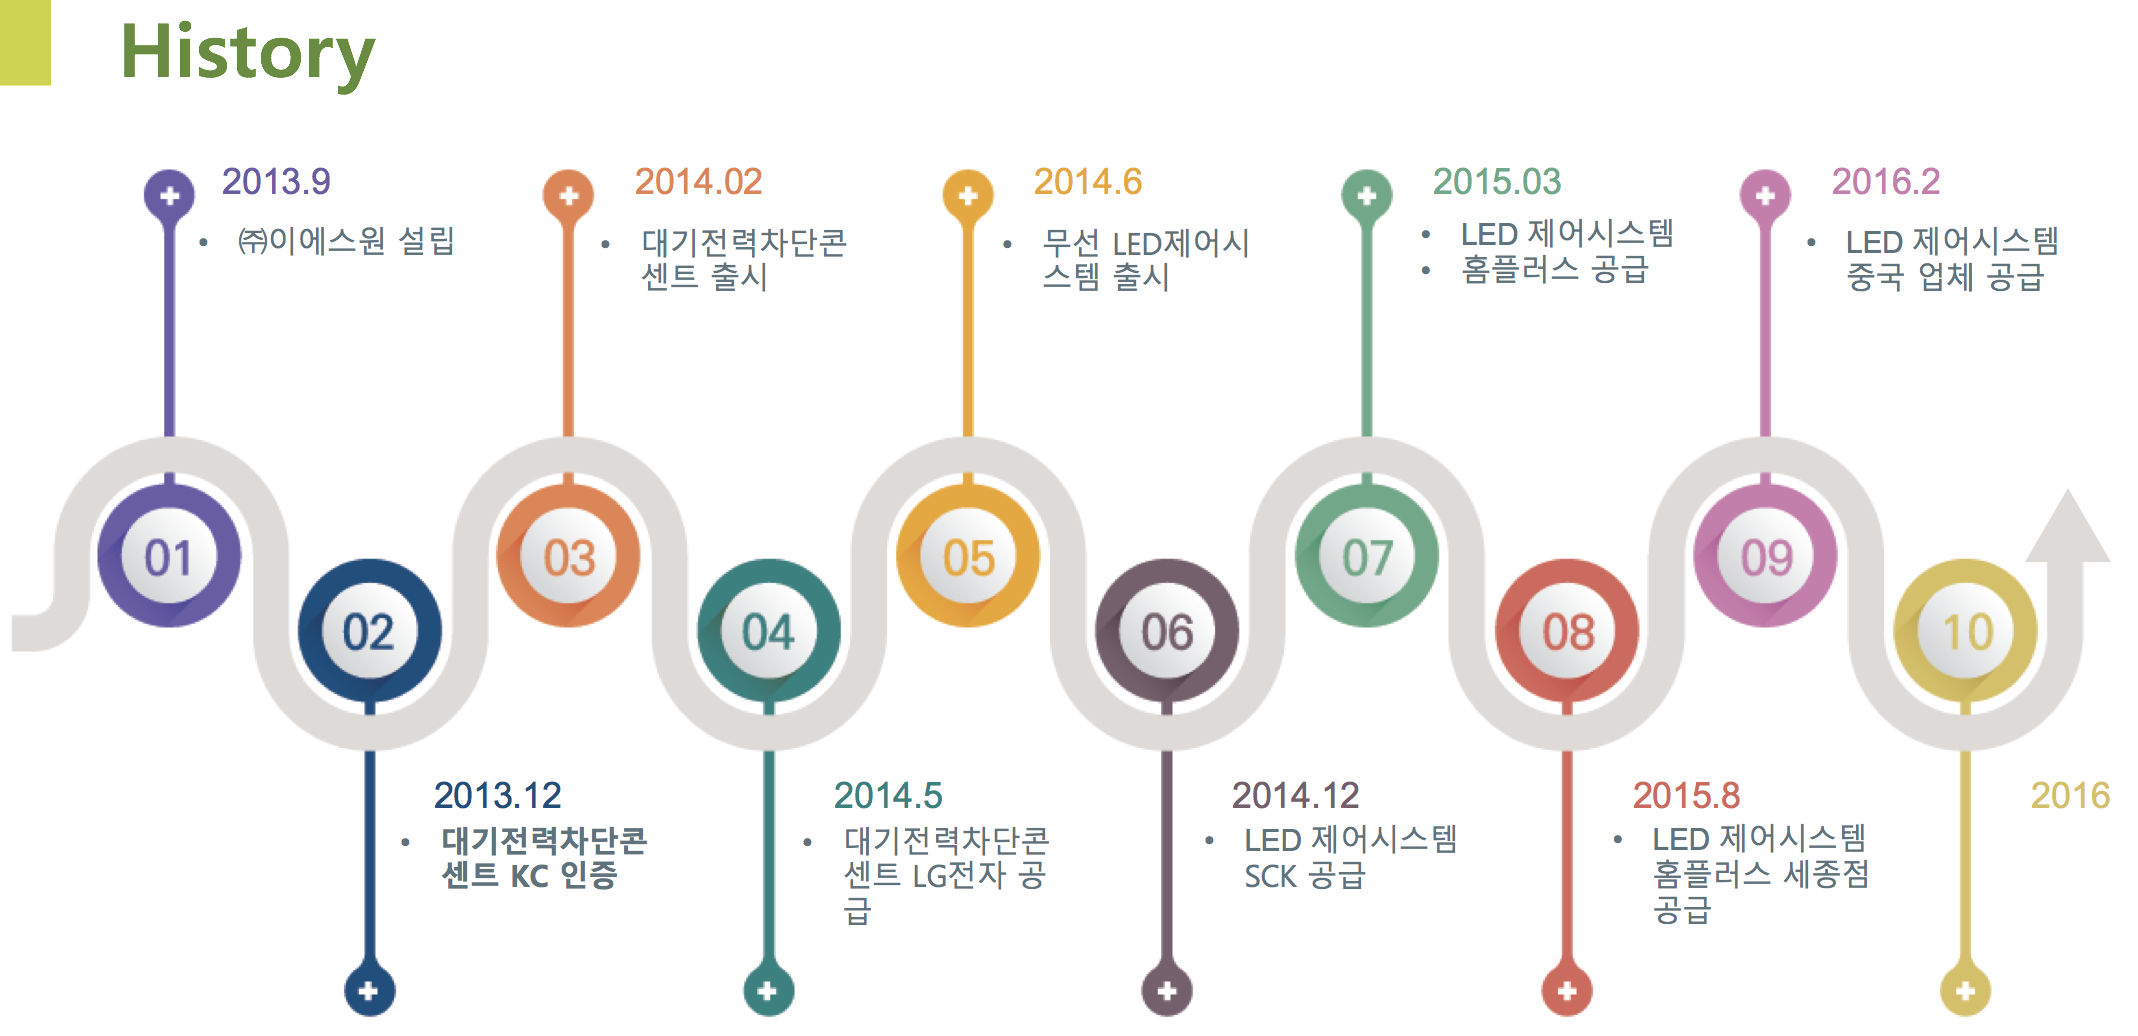 History
2013.9
• ㈜이에스원 설립
2014.02
• 대기전력차단콘
센트 출시
2014.6
• 무선 LED제어시
스템 출시
2015.03
• LED 제어시스템
• 홈플러스 공급
2016.2
• LED 제어시스템
중국 업체 공급
01
02
03
04
05
06
07
08
09
10
2013.12
• 대기전력차단콘
센트 KC 인증
2014.5
• 대기전력차단콘
센트 LG전자 공
급
2014.12
• LED 제어시스템
SCK 공급
2015.8
• LED 제어시스템
홈플러스 세종점
공급
2016